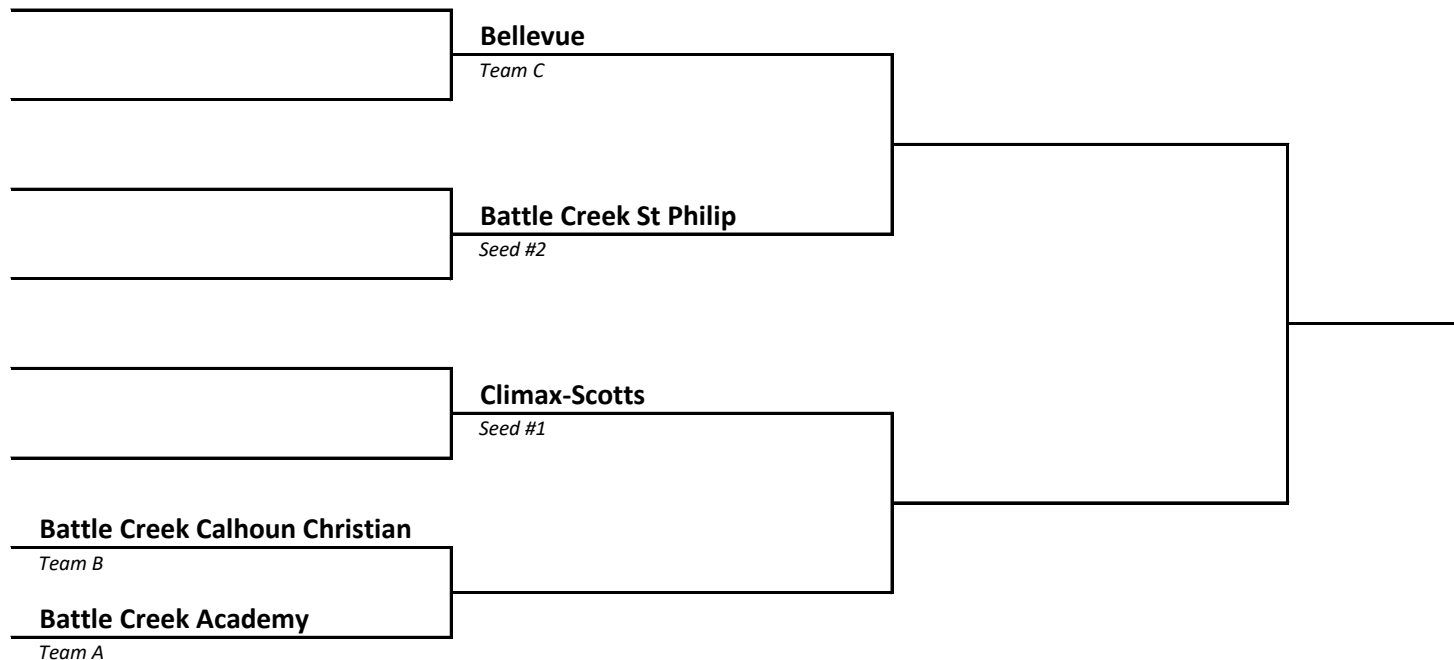 Bellevue
Team C
Battle Creek St Philip
Seed #2
Climax-Scotts
Seed #1
Battle Creek Calhoun Christian
Team B
Battle Creek Academy
Team A